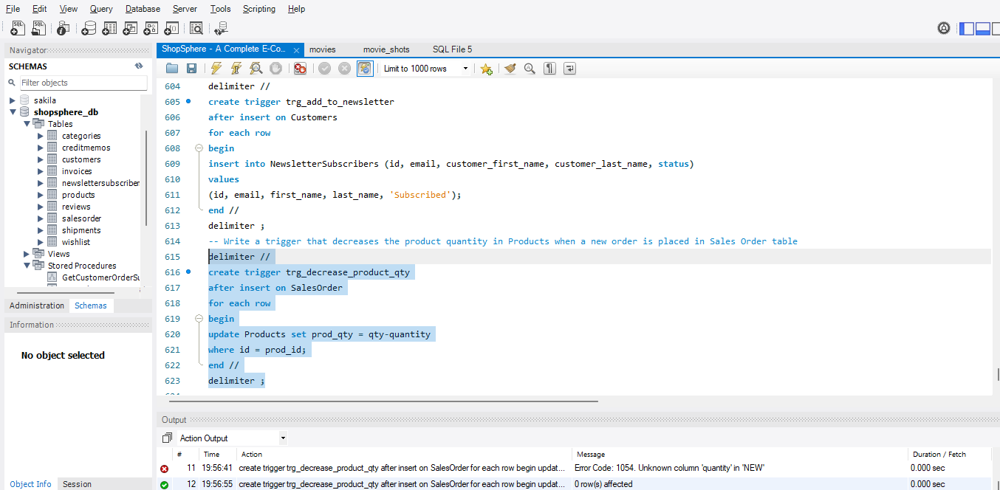 File Edit View Query Database Server Tools Scripting Help
Navigator
SCHEMAS
Filter objects
sakila
shopsphere_db
Tables
categories
creditmemos
customers
invoices
newslettersubscriber
products
reviews
salesorder
shipments
wishlist
Views
Stored Procedures
GetCustomerOrderSu
Administration Schemas
Information
No object selected
Object Info Session
ShopSphere - A Complete E-Co... movies movie_shots SQL File 5
Limit to 1000 rows
604 delimiter //
605 create trigger trg_add_to_newsletter
606 after insert on Customers
607 for each row
608 begin
609 insert into NewsletterSubscribers (id, email, customer_first_name, customer_last_name, status)
610 values
611 (id, email, first_name, last_name, 'Subscribed');
612 end //
613 delimiter ;
614 -- Write a trigger that decreases the product quantity in Products when a new order is placed in Sales Order table
615 delimiter //
616 create trigger trg_decrease_product_qty
617 after insert on SalesOrder
618 for each row
619 begin
620 update Products set prod_qty = qty-quantity
621 where id = prod_id;
622 end //
623 delimiter ;
Output
Action Output
# Time Action Message Duration / Fetch
11 19:56:41 create trigger trg_decrease_product_qty after insert on SalesOrder for each row begin updat... Error Code: 1054. Unknown column 'quantity' in 'NEW' 0.000 sec
12 19:56:55 create trigger trg_decrease_product_qty after insert on SalesOrder for each row begin updat... 0 row(s) affected 0.000 sec